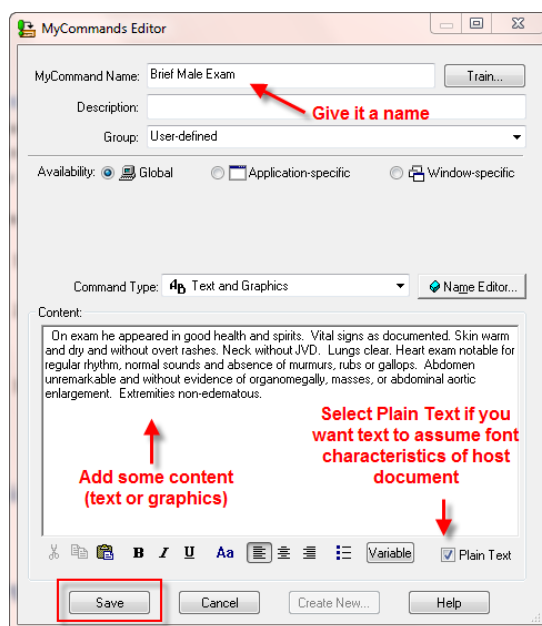 MyCommands Editor
MyCommand Name: Brief Male Exam Train...
Description:
Give it a name
Group: User-defined
Availability: Global Application-specific Window-specific
Command Type: AB Text and Graphics Name Editor...
Content:
On exam he appeared in good health and spirits. Vital signs as documented. Skin warm
and dry and without overt rashes. Neck without JVD. Lungs clear. Heart exam notable for
regular rhythm, normal sounds and absence of murmurs, rubs or gallops. Abdomen
unremarkable and without evidence of organomegally, masses, or abdominal aortic
enlargement. Extremities non-edematous.
Select Plain Text if you
want text to assume font
characteristics of host
document
Add some content
(text or graphics)
B I U Aa Variable Plain Text
Save Cancel Create New... Help